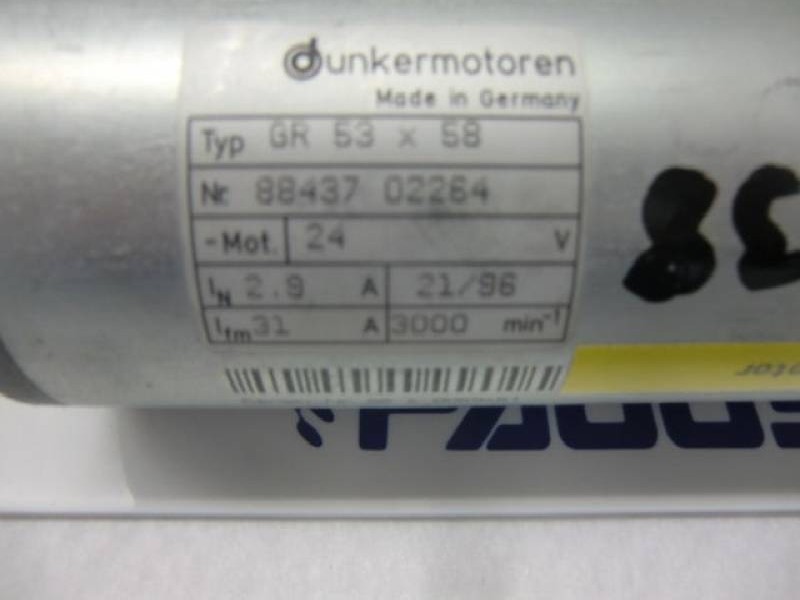 dunkermotoren
Made in Germany
Typ GR 53 x 58
Nr. 88437 02264
-Mot. 24 V
IN 2.9 A 21/96
Ifm 31 A 3000 min-1